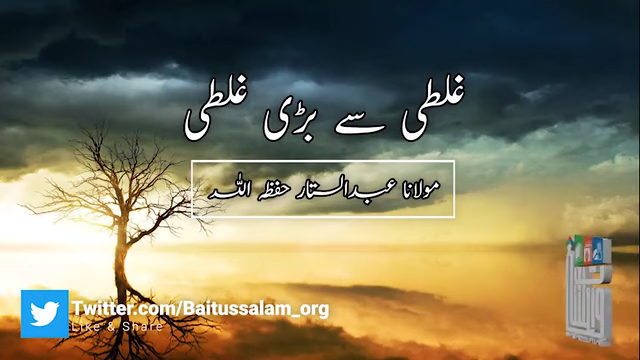 غلطی سے بڑی غلطی
مولانا عبدالستار حفظہ اللہ
Twitter.com/Baitussalam_org
Like & Share